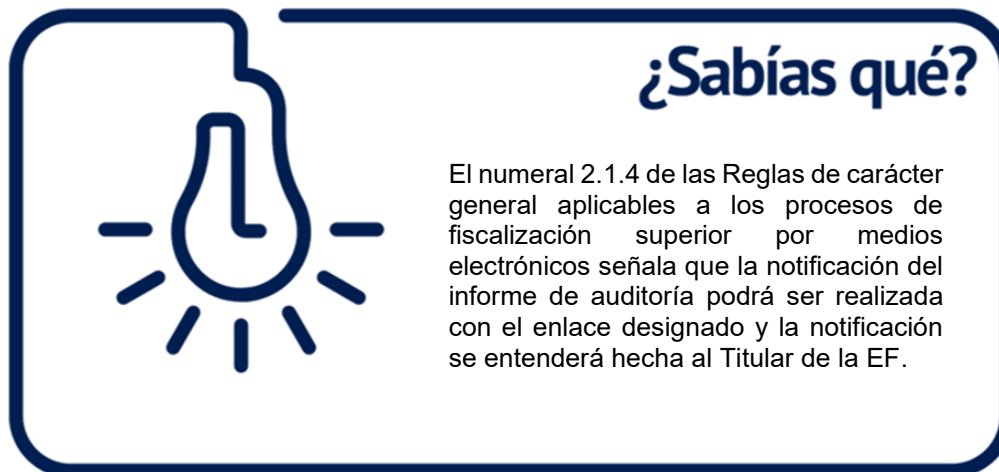 ¿Sabías qué?
El numeral 2.1.4 de las Reglas de carácter
general aplicables a los procesos de
fiscalización superior por medios
electrónicos señala que la notificación del
informe de auditoría podrá ser realizada
con el enlace designado y la notificación
se entenderá hecha al Titular de la EF.